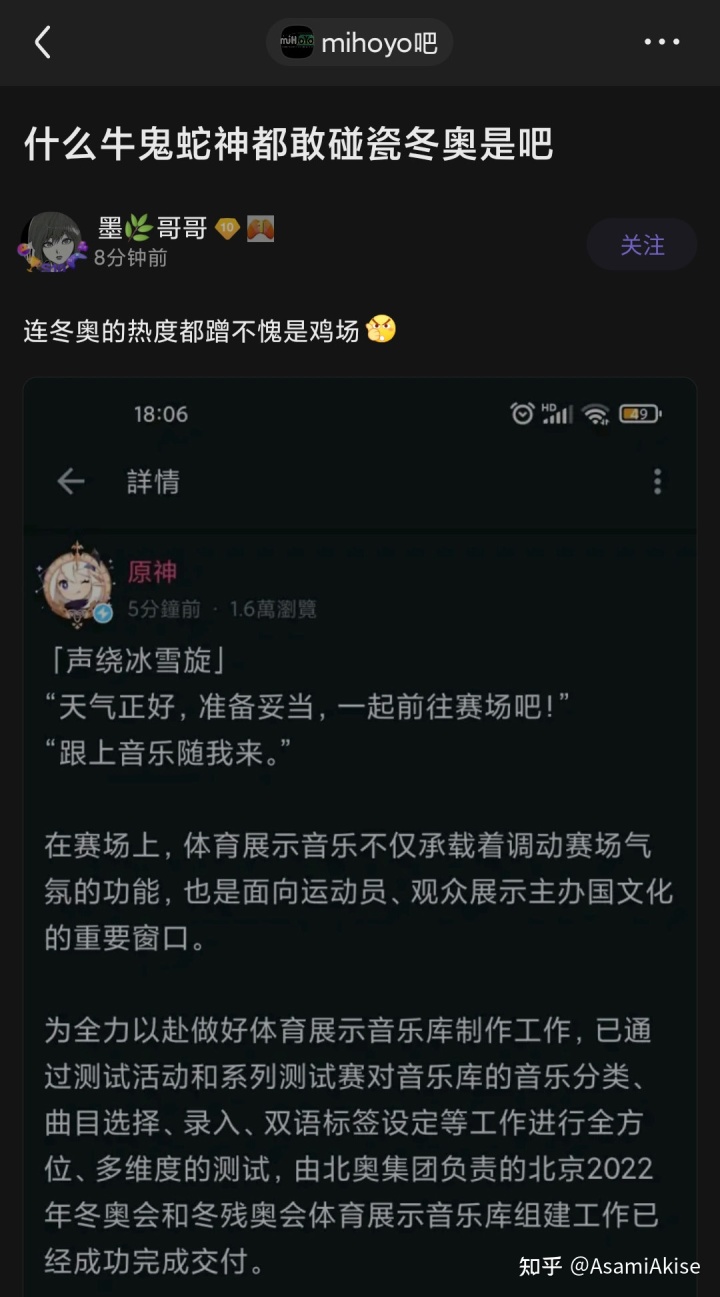 mihoyo吧
什么牛鬼蛇神都敢碰瓷冬奥是吧
墨🌿哥哥 10
8分钟前
关注
连冬奥的热度都蹭不愧是鸡场
18:06
HD
49
詳情
原神
5分鐘前 · 1.6萬瀏覽
「声绕冰雪旋」
“天气正好，准备妥当，一起前往赛场吧！”
“跟上音乐随我来。”
在赛场上，体育展示音乐不仅承载着调动赛场气
氛的功能，也是面向运动员、观众展示主办国文化
的重要窗口。
为全力以赴做好体育展示音乐库制作工作，已通
过测试活动和系列测试赛对音乐库的音乐分类、
曲目选择、录入、双语标签设定等工作进行全方
位、多维度的测试，由北奥集团负责的北京2022
年冬奥会和冬残奥会体育展示音乐库组建工作已
经成功完成交付。
知乎 @AsamiAkise